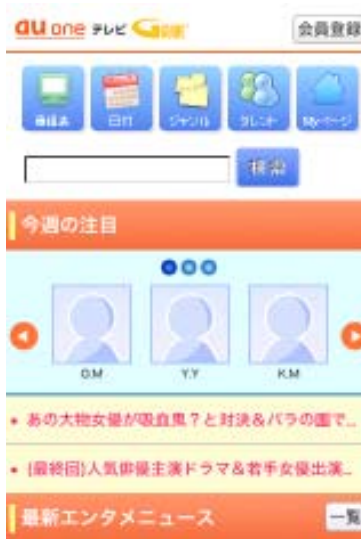 au one テレビ Gガイド
会員登録
番組表 日付 ジャンル タレント Myページ
検索
今週の注目
O.M Y.Y K.M
• あの大物女優が吸血鬼？と対決＆バラの園で...
• [最終回]人気俳優主演ドラマ＆若手女優出演...
最新エンタメニュース 一覧